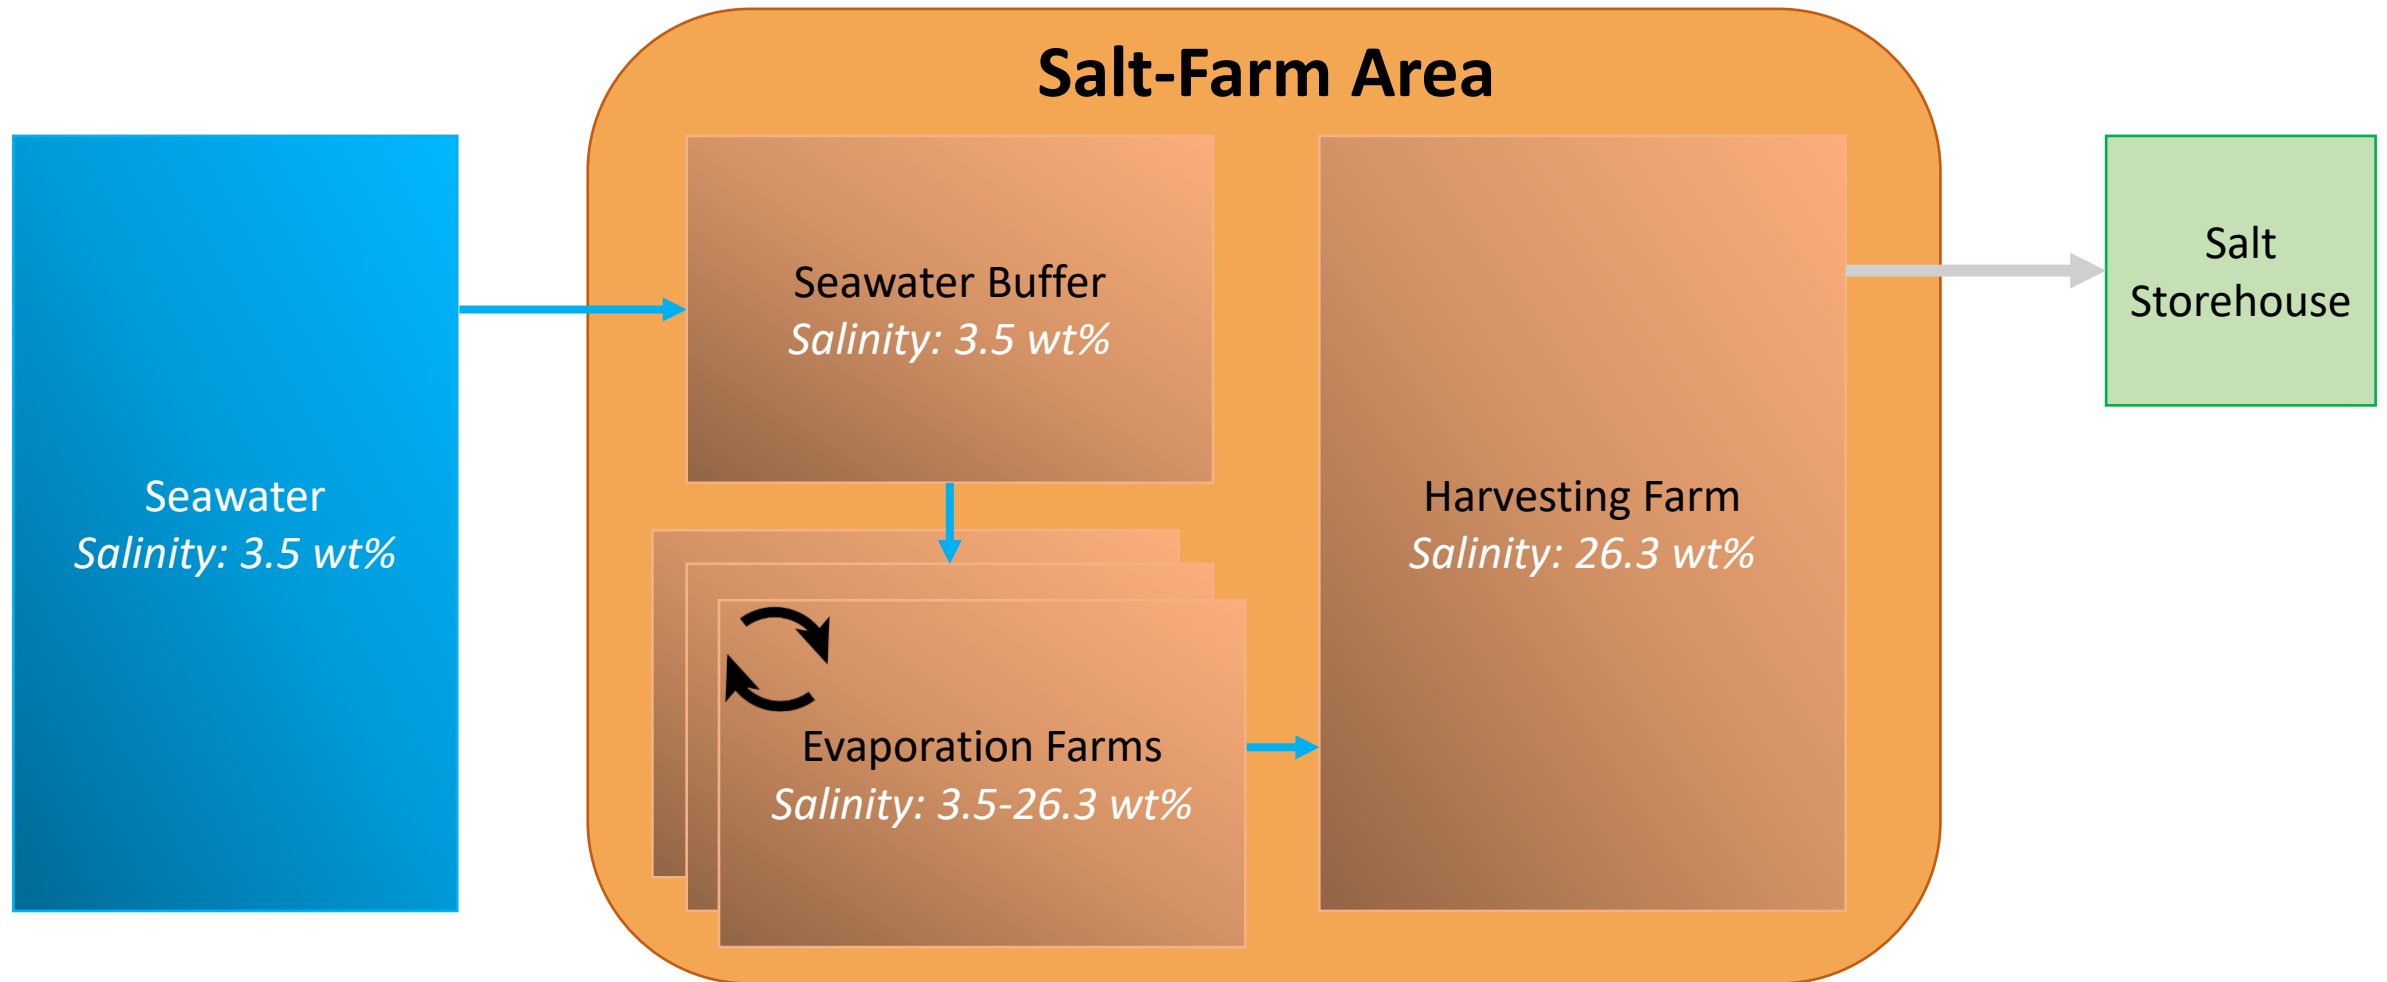 Salt-Farm Area
Seawater
Salinity: 3.5 wt%
Seawater Buffer
Salinity: 3.5 wt%
Evaporation Farms
Salinity: 3.5-26.3 wt%
Harvesting Farm
Salinity: 26.3 wt%
Salt
Storehouse